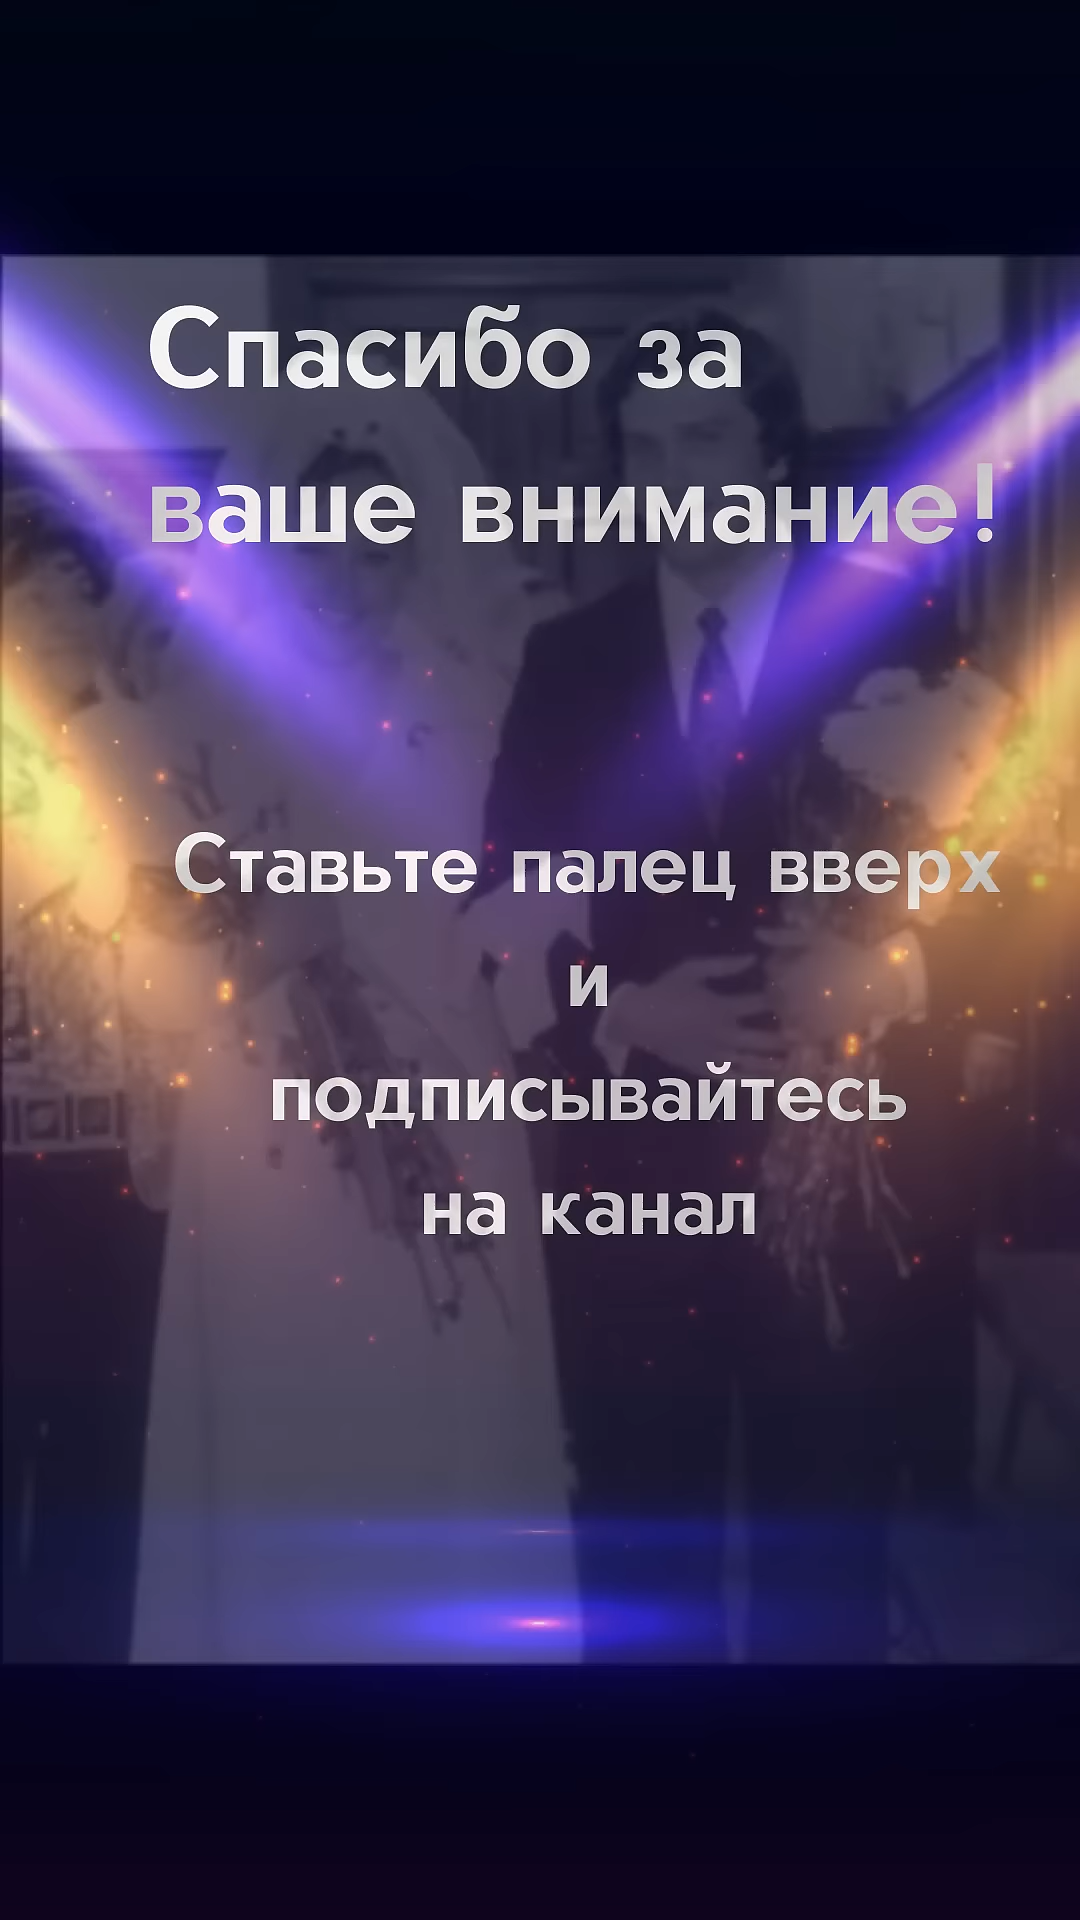 Спасибо за
ваше внимание!
Ставьте палец вверх
и
подписывайтесь
на канал